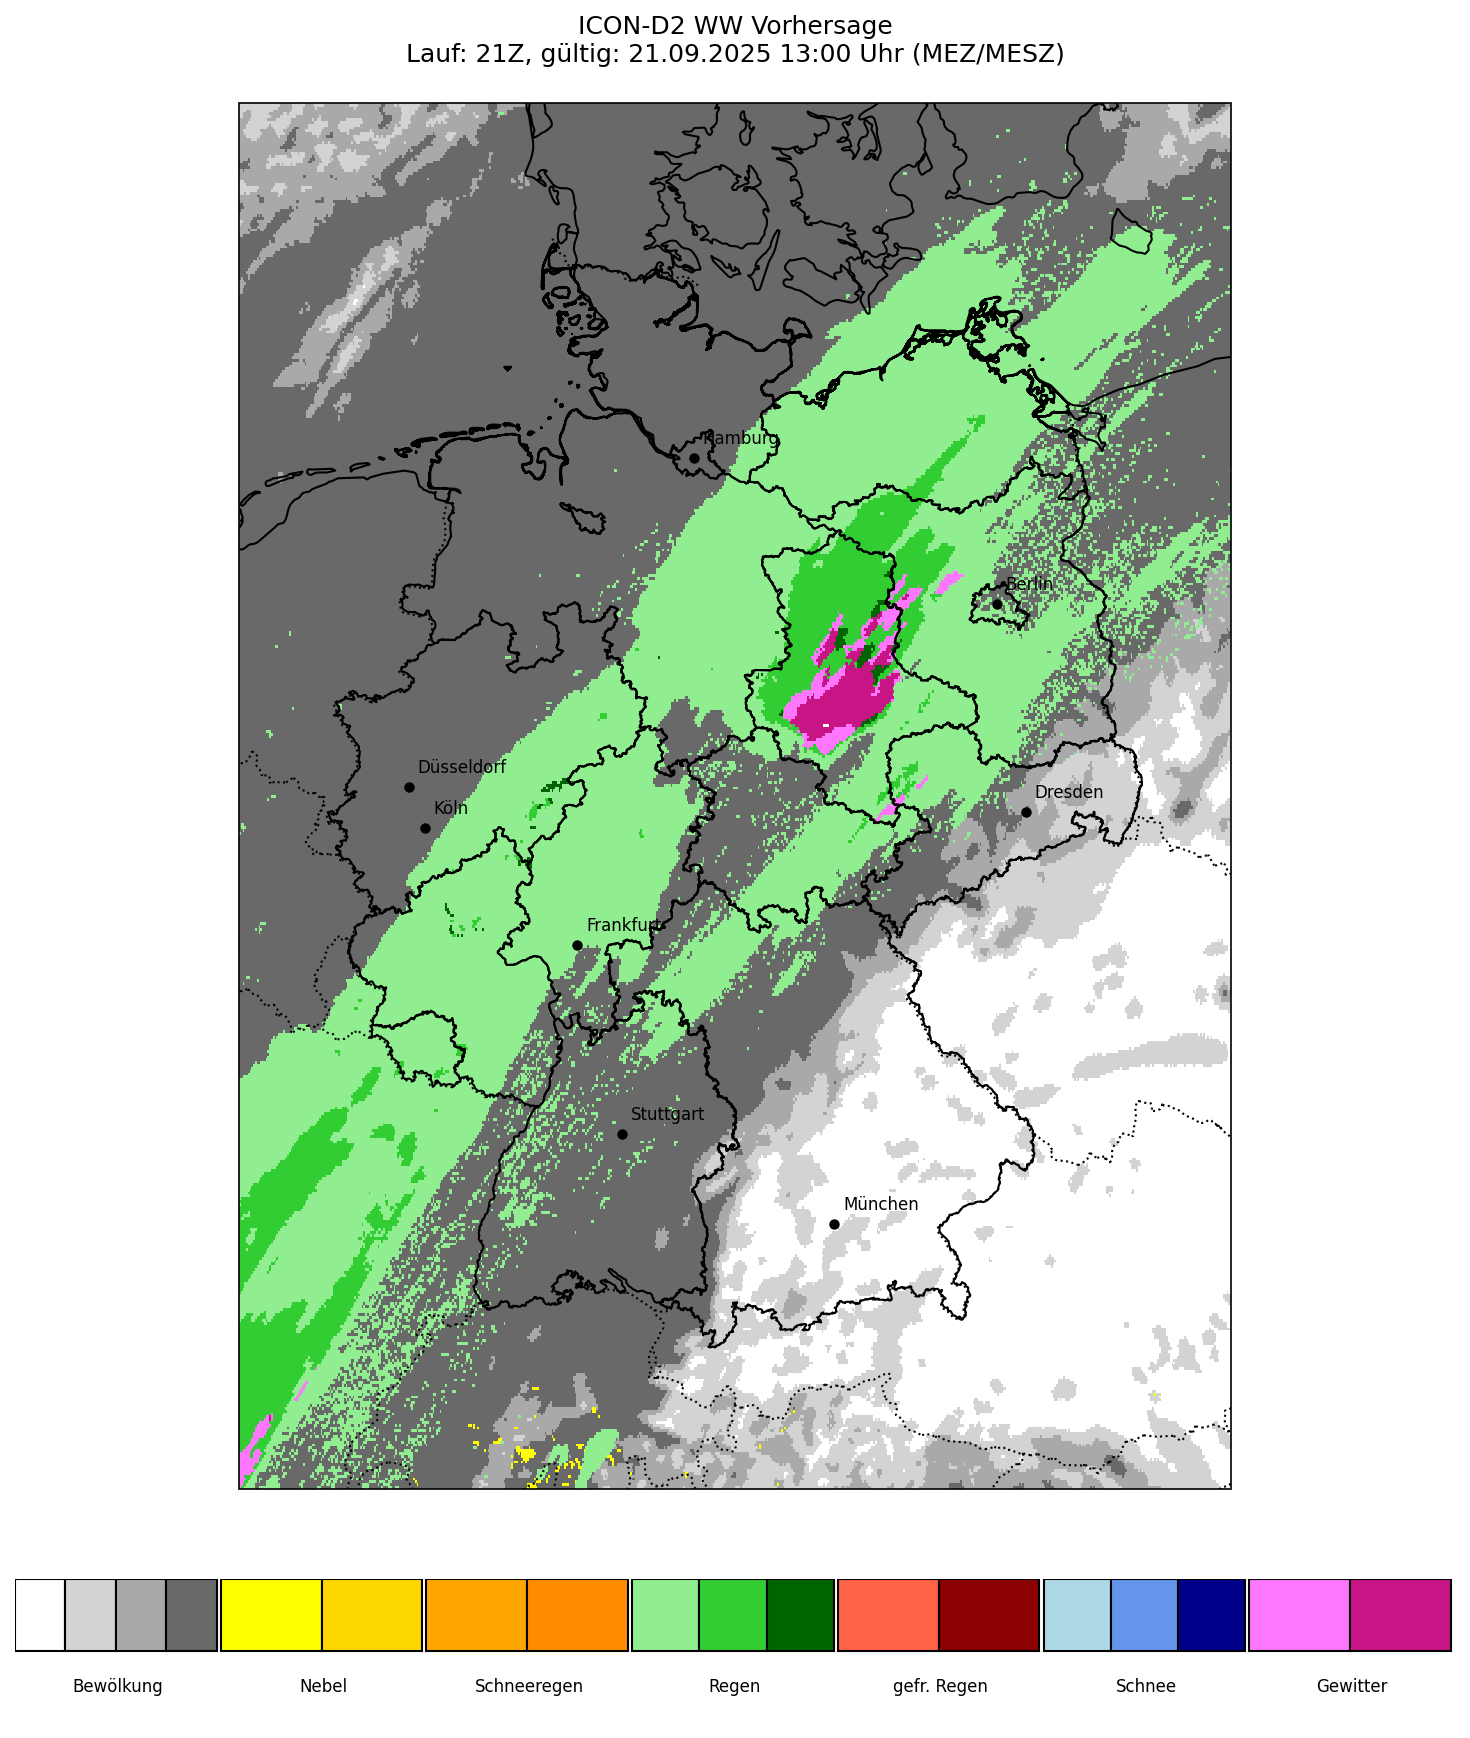 ICON-D2 WW Vorhersage
Lauf: 21Z, gültig: 21.09.2025 13:00 Uhr (MEZ/MESZ)
Hamburg
Berlin
Düsseldorf
Dresden
Köln
Frankfurt
Stuttgart
München
Bewölkung
Nebel
Schneeregen
Regen
gefr. Regen
Schnee
Gewitter